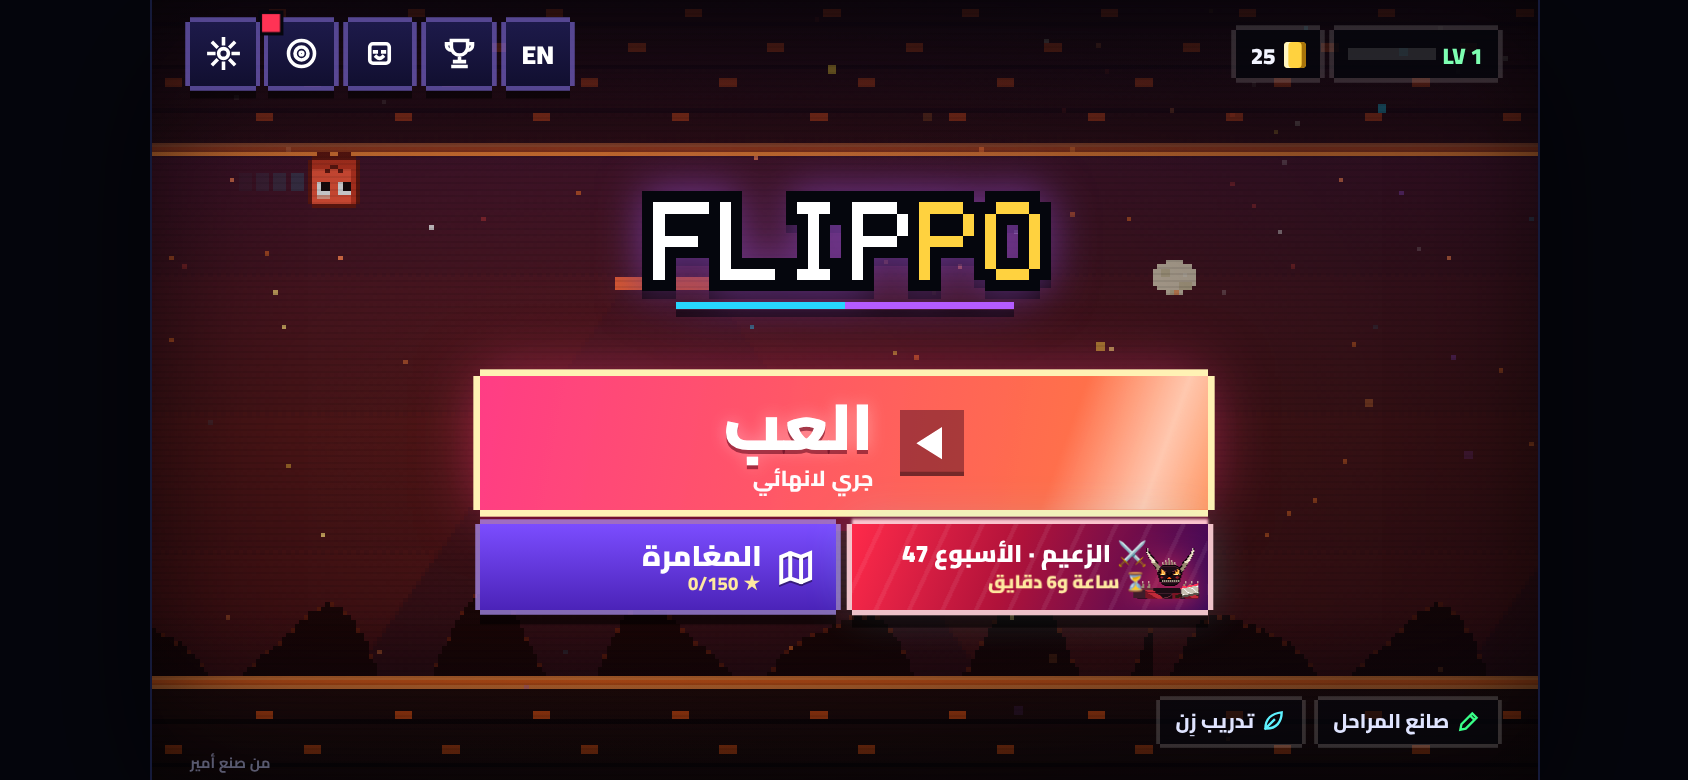 EN
25
LV 1
FLIPPO
العب
جري لانهائي
الزعيم · الأسبوع 47
ساعة و6 دقايق
المغامرة
★ 0/150
صانع المراحل
تدريب زِن
من صنع أمير